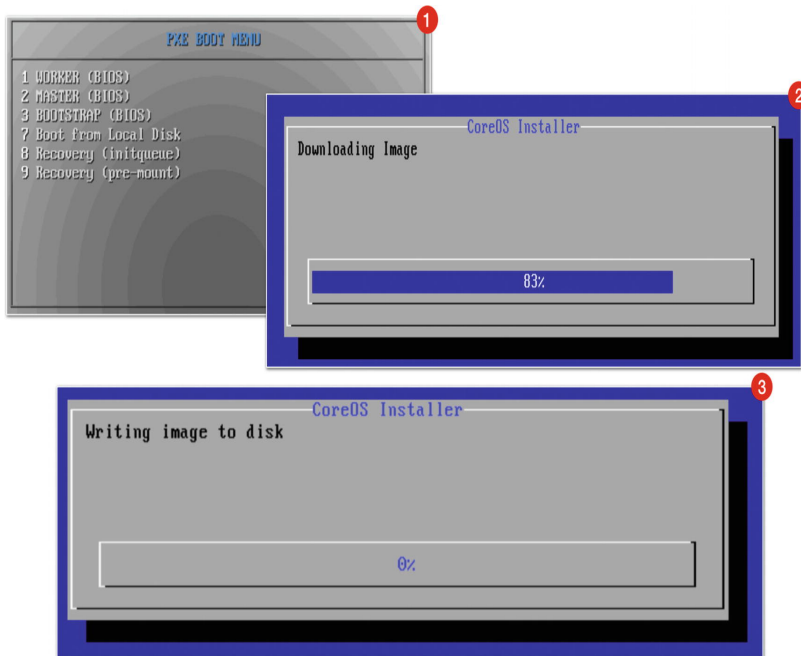 1
PXE BOOT MENU
1 WORKER (BIOS)
2 MASTER (BIOS)
3 BOOTSTRAP (BIOS)
7 Boot from Local Disk
8 Recovery (initqueue)
9 Recovery (pre-mount)
2
CoreOS Installer
Downloading Image
83%
3
CoreOS Installer
Writing image to disk
0%